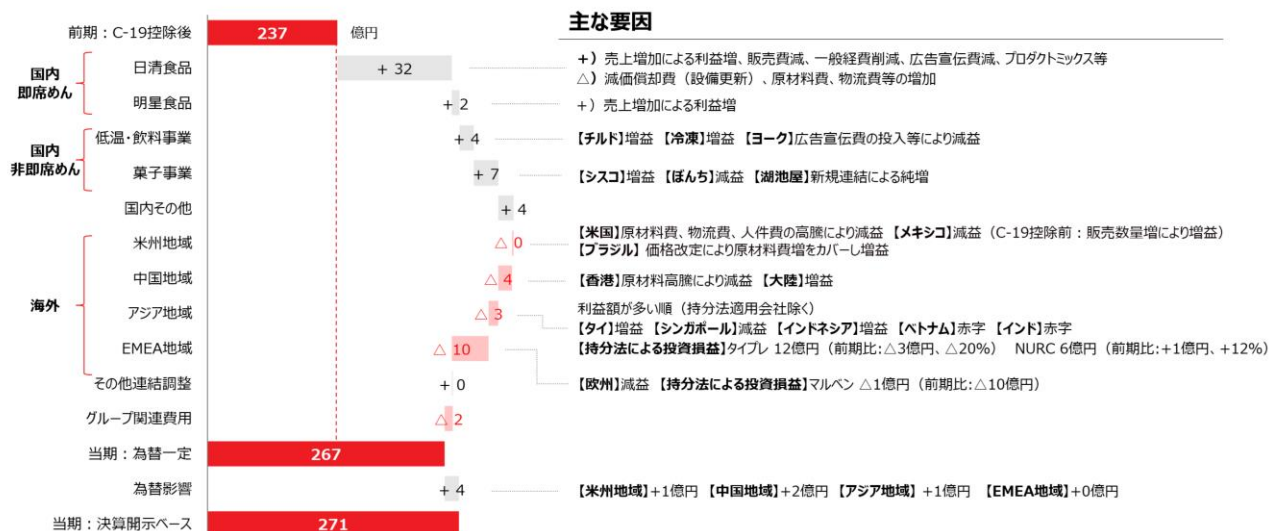 主な要因
前期：C-19控除後 237 億円
国内
即席めん
日清食品 + 32
+）売上増加による利益増、販売費減、一般経費削減、広告宣伝費減、プロダクトミックス等
△）減価償却費（設備更新）、原材料費、物流費等の増加
明星食品 + 2 +）売上増加による利益増
国内
非即席めん
低温・飲料事業 + 4 【チルド】増益 【冷凍】増益 【ヨーク】広告宣伝費の投入等により減益
菓子事業 + 7 【シスコ】増益 【ぼんち】減益 【湖池屋】新規連結による純増
国内その他 + 4
海外
米州地域 △ 0
【米国】原材料費、物流費、人件費の高騰により減益 【メキシコ】減益（C-19控除前：販売数量増により増益）
【ブラジル】 価格改定により原材料費増をカバーし増益
中国地域 △ 4 【香港】原材料高騰により減益 【大陸】増益
アジア地域 △ 3
利益額が多い順（持分法適用会社除く）
【タイ】増益 【シンガポール】減益 【インドネシア】増益 【ベトナム】赤字 【インド】赤字
【持分法による投資損益】タイプレ 12億円（前期比:△3億円、△20%） NURC 6億円（前期比:+1億円、+12%）
EMEA地域 △ 10
【欧州】減益 【持分法による投資損益】マルベン △1億円（前期比:△10億円）
その他連結調整 + 0
グループ関連費用 △ 2
当期：為替一定 267
為替影響 + 4 【米州地域】+1億円 【中国地域】+2億円 【アジア地域】 +1億円 【EMEA地域】+0億円
当期：決算開示ベース 271